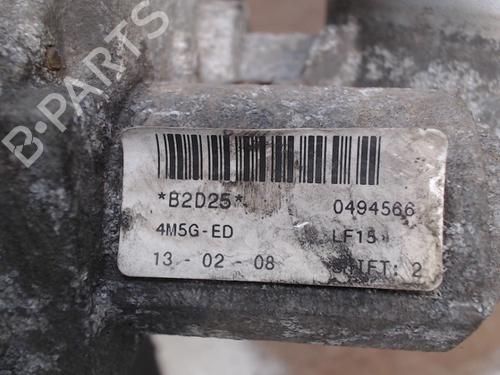 B-PARTS
*B2D25* 0494566
4M5G-ED LF15
13 - 02 - 08 SHIFT: 2